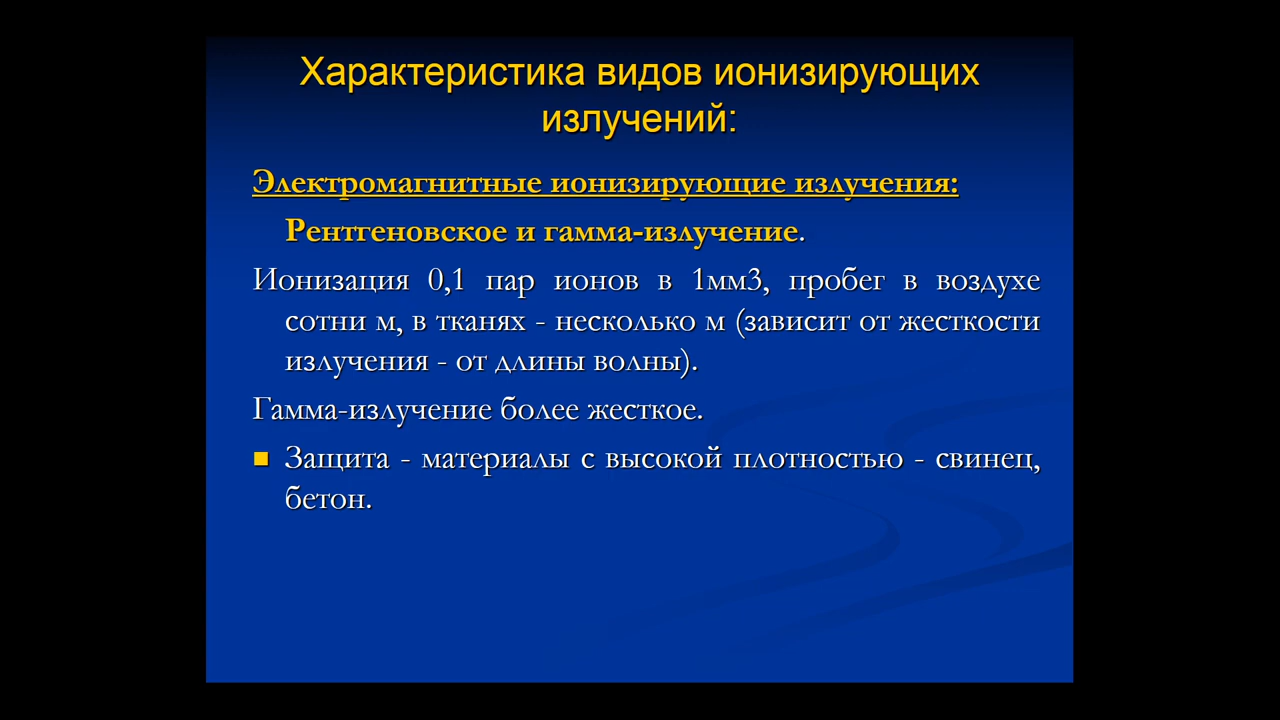 Характеристика видов ионизирующих
излучений:
Электромагнитные ионизирующие излучения:
Рентгеновское и гамма-излучение.
Ионизация 0,1 пар ионов в 1мм3, пробег в воздухе
сотни м, в тканях - несколько м (зависит от жесткости
излучения - от длины волны).
Гамма-излучение более жесткое.
Защита - материалы с высокой плотностью - свинец,
бетон.